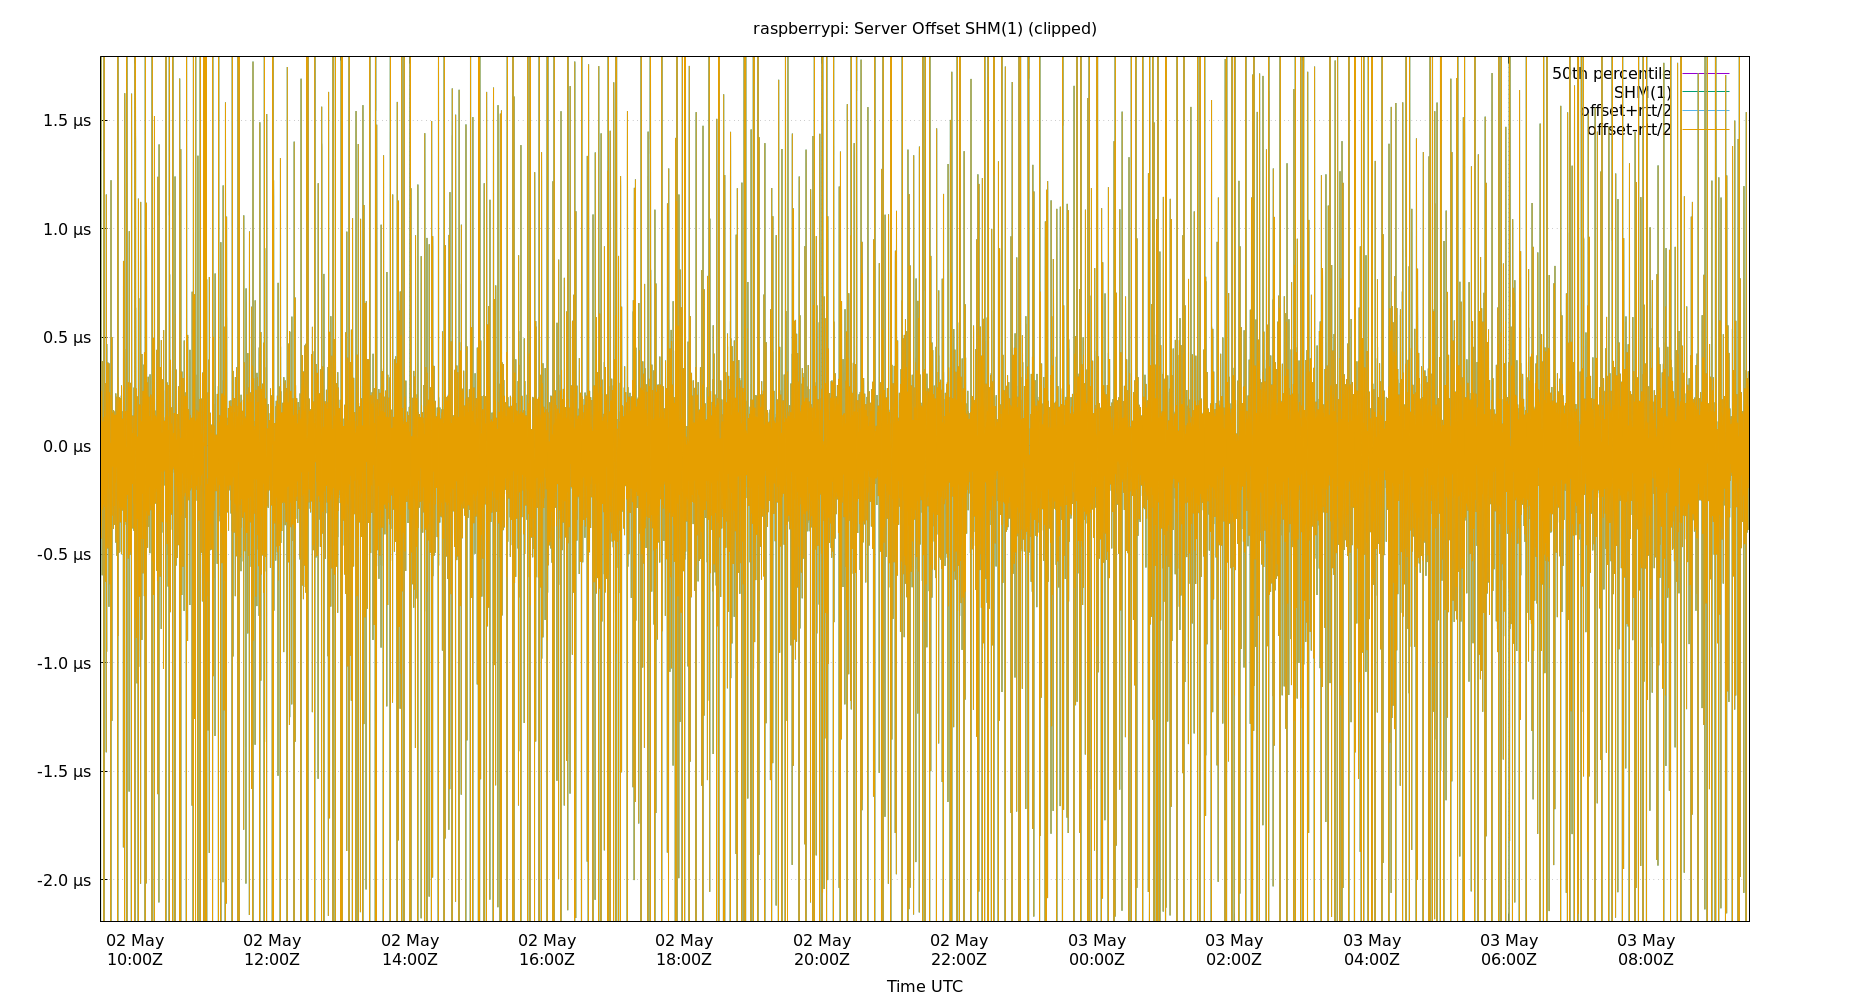 raspberrypi: Server Offset SHM(1) (clipped)
50th percentile
SHM(1)
offset+rtt/2
offset-rtt/2
1.5 µs
1.0 µs
0.5 µs
0.0 µs
-0.5 µs
-1.0 µs
-1.5 µs
-2.0 µs
02 May 02 May 02 May 02 May 02 May 02 May 02 May 03 May 03 May 03 May 03 May 03 May
10:00Z 12:00Z 14:00Z 16:00Z 18:00Z 20:00Z 22:00Z 00:00Z 02:00Z 04:00Z 06:00Z 08:00Z
Time UTC